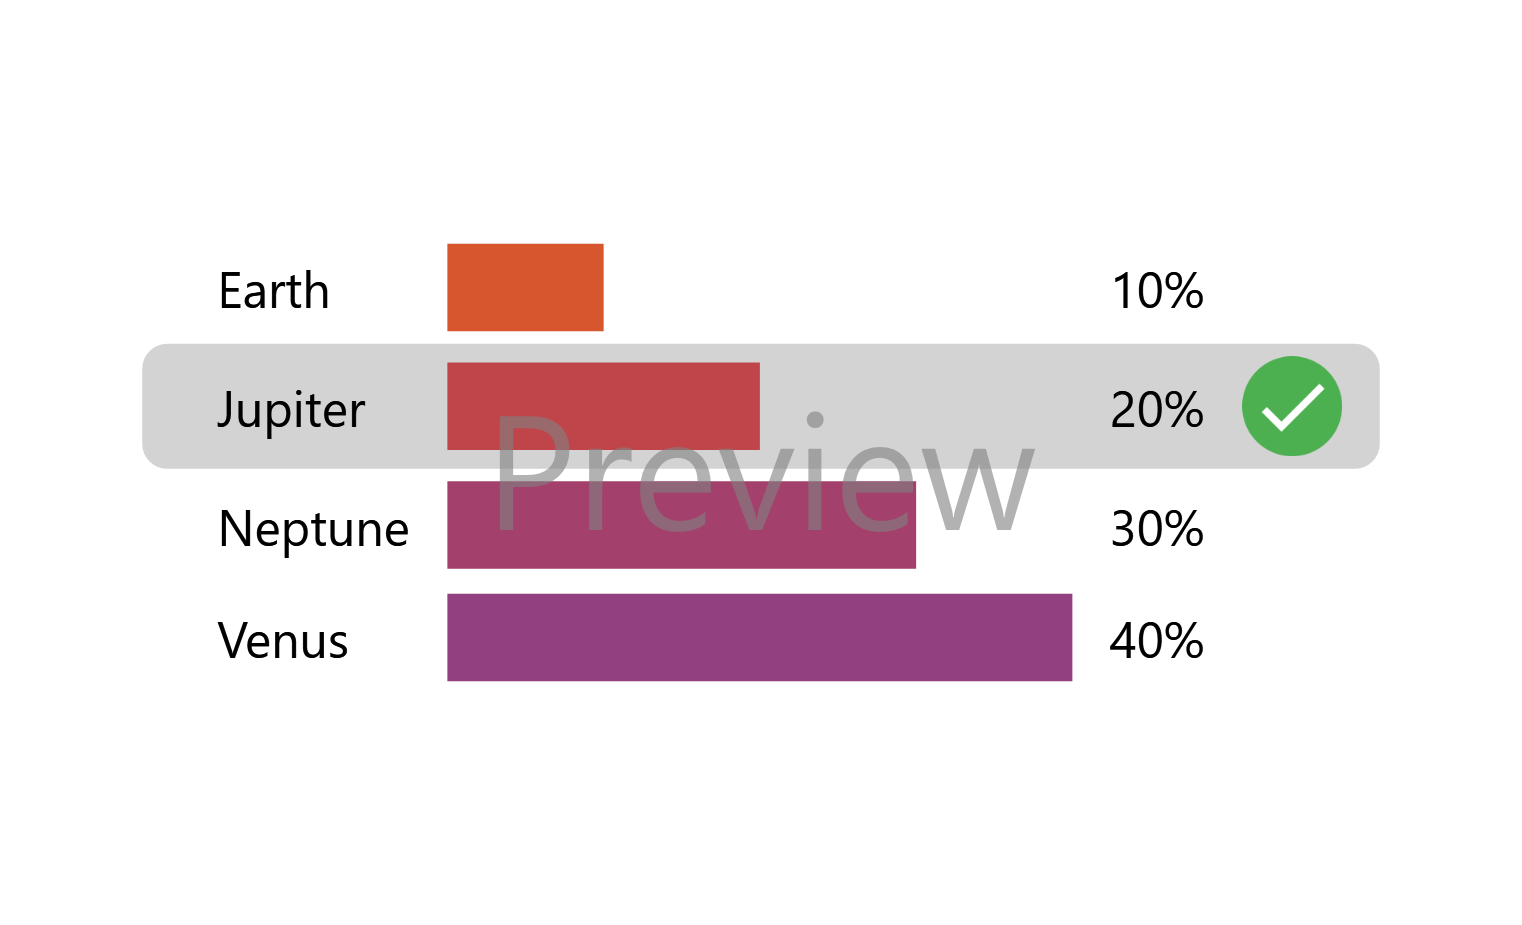 Earth 10%
Jupiter 20%
Preview
Neptune 30%
Venus 40%